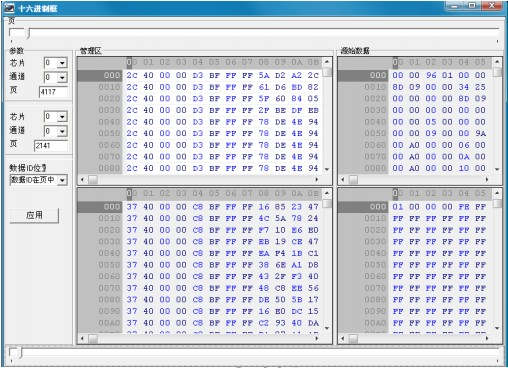 十六进制框
页
参数
芯片 0
通道 0
页 4117
芯片 0
通道 0
页 2141
数据ID位置
数据ID在页中
应用
管理区
00 01 02 03 04 05 06 07 08 09 0A 0B
000 2C 40 00 00 D3 BF FF FF 5A D2 A2 2C
0010 2C 40 00 00 D3 BF FF FF 61 D6 BD 82
0020 2C 40 00 00 D3 BF FF FF 5F 60 84 05
0030 2C 40 00 00 D3 BF FF FF 2F BE DF EB
0040 2C 40 00 00 D3 BF FF FF 78 DE 4E 94
0050 2C 40 00 00 D3 BF FF FF 78 DE 4E 94
0060 2C 40 00 00 D3 BF FF FF 78 DE 4E 94
0070 2C 40 00 00 D3 BF FF FF 78 DE 4E 94
0080 2C 40 00 00 D3 BF FF FF 78 DE 4E 94
源始数据
00 01 02 03 04 05
000 00 00 96 01 00 00
0010 8D 09 00 00 34 25
0020 00 00 00 00 8D 09
0030 00 00 00 00 00 00
0040 00 00 05 00 00 00
0050 00 00 09 00 00 9A
0060 00 A0 00 00 06 00
0070 00 A0 00 0A 00 00
0080 00 A0 00 00 10 00
00 01 02 03 04 05 06 07 08 09 0A 0B
000 37 40 00 00 C8 BF FF FF 16 85 23 47
0010 37 40 00 00 C8 BF FF FF 4C 5A 78 24
0020 37 40 00 00 C8 BF FF FF F7 10 E6 E0
0030 37 40 00 00 C8 BF FF FF EB 19 CE 47
0040 37 40 00 00 C8 BF FF FF EA F4 1B C1
0050 37 40 00 00 C8 BF FF FF 38 6E A1 D8
0060 37 40 00 00 C8 BF FF FF 43 2F F3 40
0070 37 40 00 00 C8 BF FF FF 48 C8 EE 56
0080 37 40 00 00 C8 BF FF FF DE 50 5B 17
0090 37 40 00 00 C8 BF FF FF 16 E0 DC 15
00A0 37 40 00 00 C8 BF FF FF C2 93 40 DA
00 01 02 03 04 05
000 01 00 00 00 FE FF
0010 FF FF FF FF FF FF
0020 FF FF FF FF FF FF
0030 FF FF FF FF FF FF
0040 FF FF FF FF FF FF
0050 FF FF FF FF FF FF
0060 FF FF FF FF FF FF
0070 FF FF FF FF FF FF
0080 FF FF FF FF FF FF
0090 FF FF FF FF FF FF
00A0 FF FF FF FF FF FF